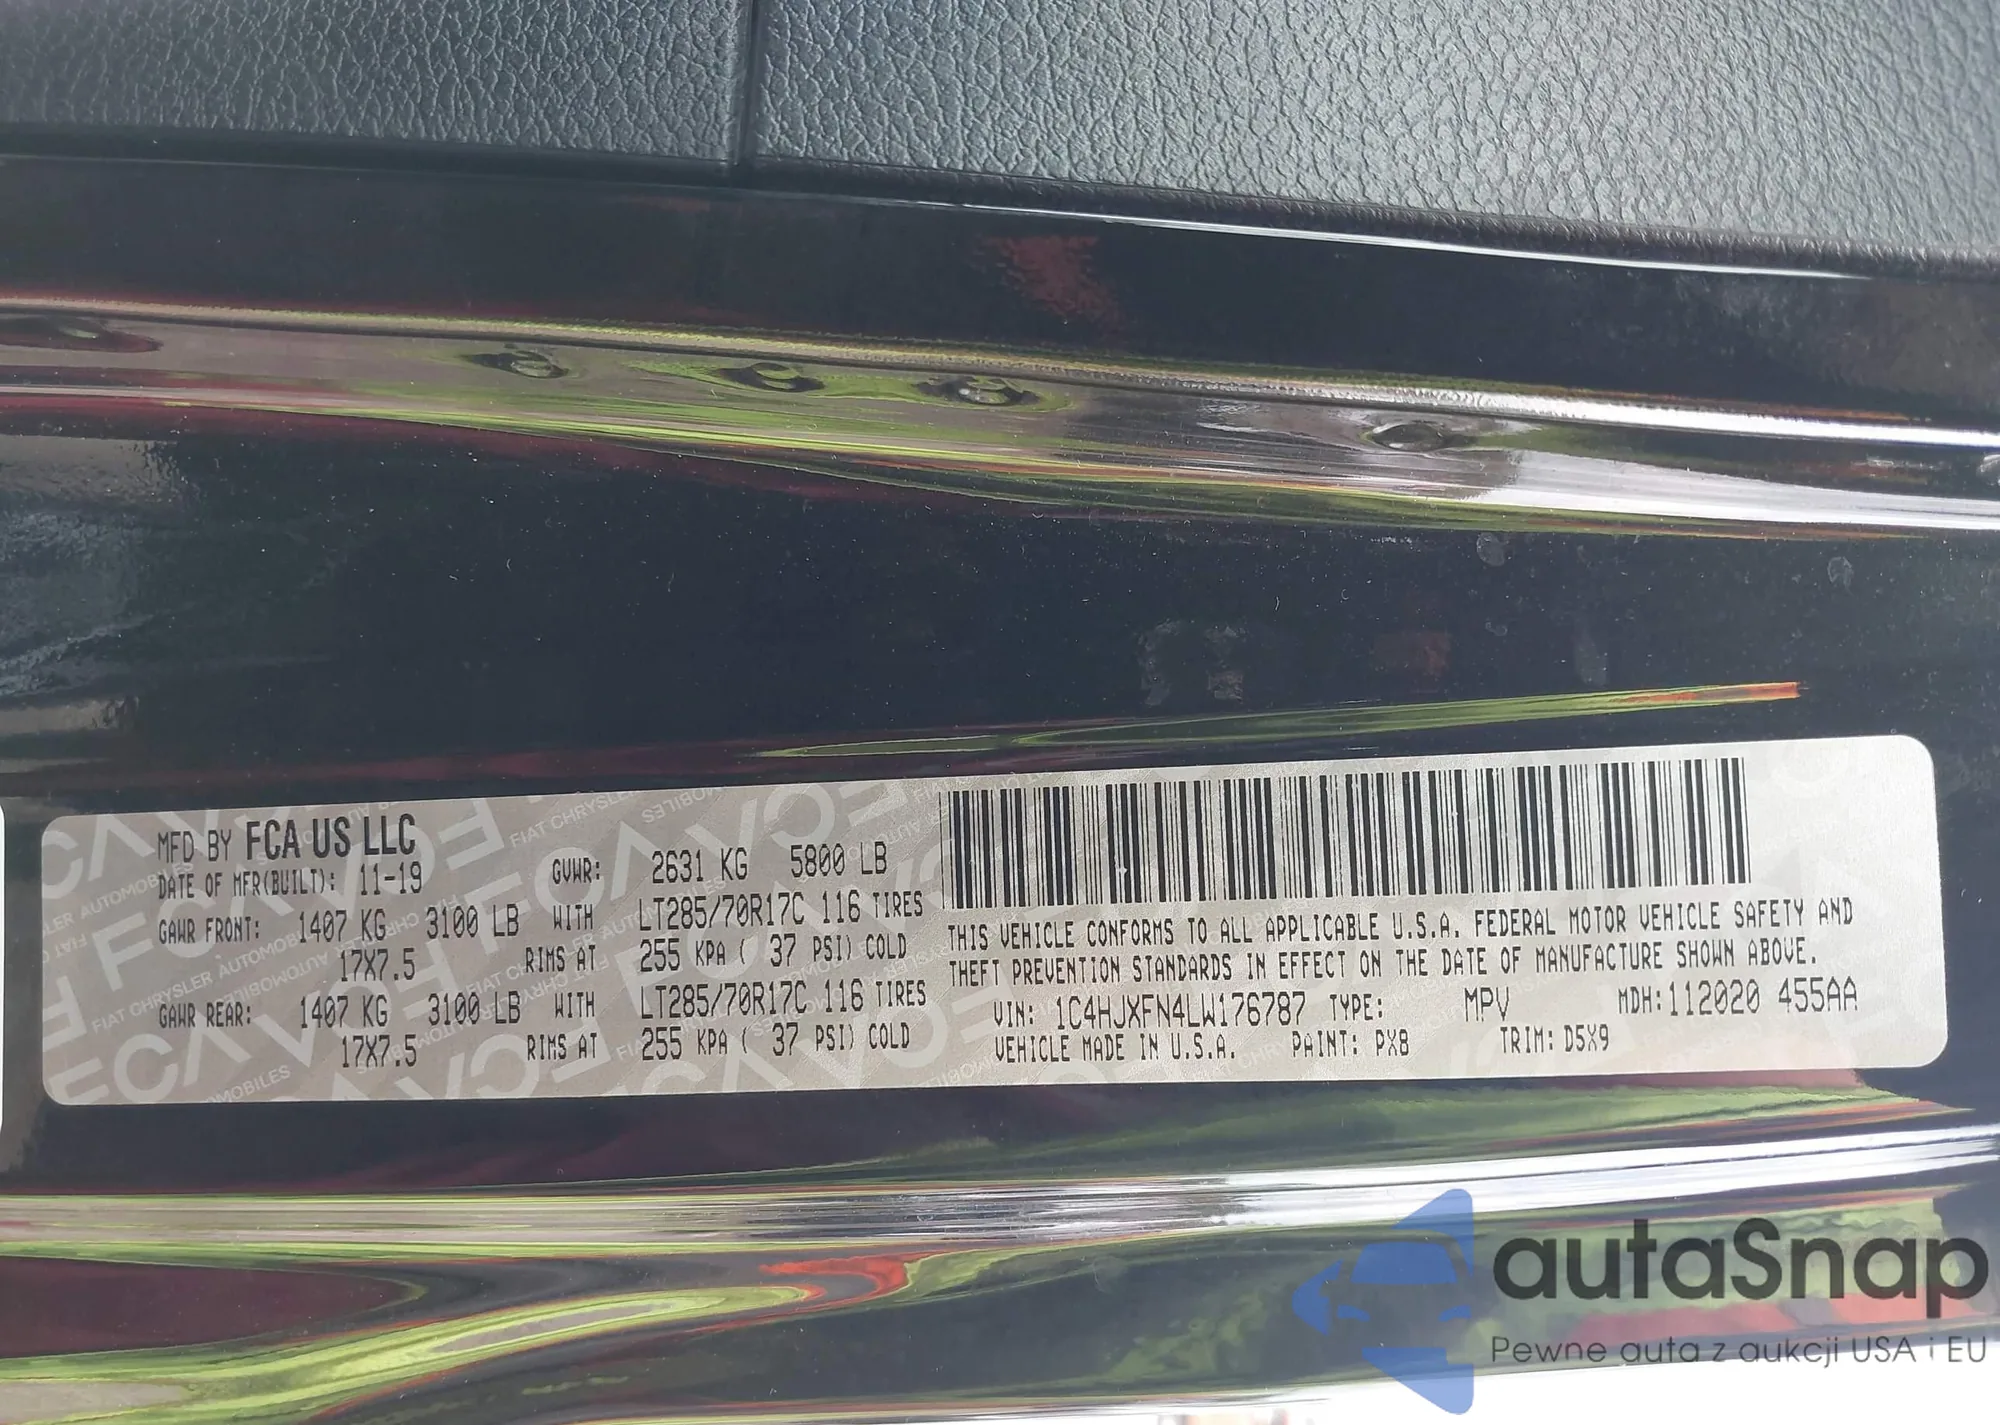 MFD BY FCA US LLC
DATE OF MFR(BUILT): 11-19 GVWR: 2631 KG 5800 LB
GAWR FRONT: 1407 KG 3100 LB WITH LT285/70R17C 116 TIRES
17X7.5 RIMS AT 255 KPA ( 37 PSI) COLD
GAWR REAR: 1407 KG 3100 LB WITH LT285/70R17C 116 TIRES
17X7.5 RIMS AT 255 KPA ( 37 PSI) COLD
THIS VEHICLE CONFORMS TO ALL APPLICABLE U.S.A. FEDERAL MOTOR VEHICLE SAFETY AND
THEFT PREVENTION STANDARDS IN EFFECT ON THE DATE OF MANUFACTURE SHOWN ABOVE.
VIN: 1C4HJXFN4LW176787 TYPE: MPV MDH:112020 455AA
VEHICLE MADE IN U.S.A. PAINT: PX8 TRIM: D5X9
autaSnap
Pewne auta z aukcji USA i EU